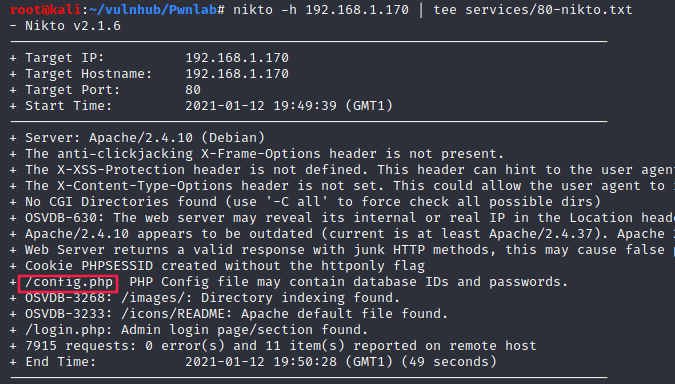 root@kali:~/vulnhub/Pwnlab# nikto -h 192.168.1.170 | tee services/80-nikto.txt
- Nikto v2.1.6
+ Target IP: 192.168.1.170
+ Target Hostname: 192.168.1.170
+ Target Port: 80
+ Start Time: 2021-01-12 19:49:39 (GMT1)
+ Server: Apache/2.4.10 (Debian)
+ The anti-clickjacking X-Frame-Options header is not present.
+ The X-XSS-Protection header is not defined. This header can hint to the user agent
+ The X-Content-Type-Options header is not set. This could allow the user agent to
+ No CGI Directories found (use '-C all' to force check all possible dirs)
+ OSVDB-630: The web server may reveal its internal or real IP in the Location head
+ Apache/2.4.10 appears to be outdated (current is at least Apache/2.4.37). Apache
+ Web Server returns a valid response with junk HTTP methods, this may cause false
+ Cookie PHPSESSID created without the httponly flag
+ /config.php PHP Config file may contain database IDs and passwords.
+ OSVDB-3268: /images/: Directory indexing found.
+ OSVDB-3233: /icons/README: Apache default file found.
+ /login.php: Admin login page/section found.
+ 7915 requests: 0 error(s) and 11 item(s) reported on remote host
+ End Time: 2021-01-12 19:50:28 (GMT1) (49 seconds)